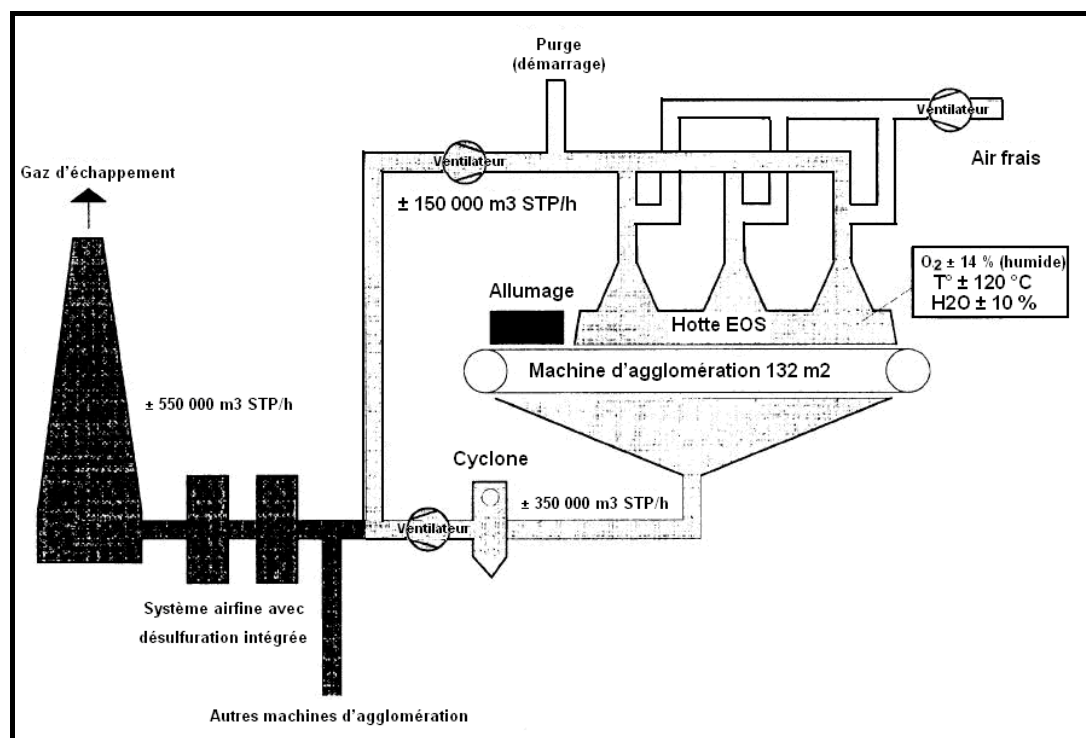 Purge
(démarrage)
Ventilateur
Air frais
Gaz d'échappement
Ventilateur
± 150 000 m3 STP/h
O2 ± 14 % (humide)
T° ± 120 °C
H2O ± 10 %
Allumage
Hotte EOS
Machine d'agglomération 132 m2
± 550 000 m3 STP/h
Cyclone
± 350 000 m3 STP/h
Ventilateur
Système airfine avec
désulfuration intégrée
Autres machines d'agglomération